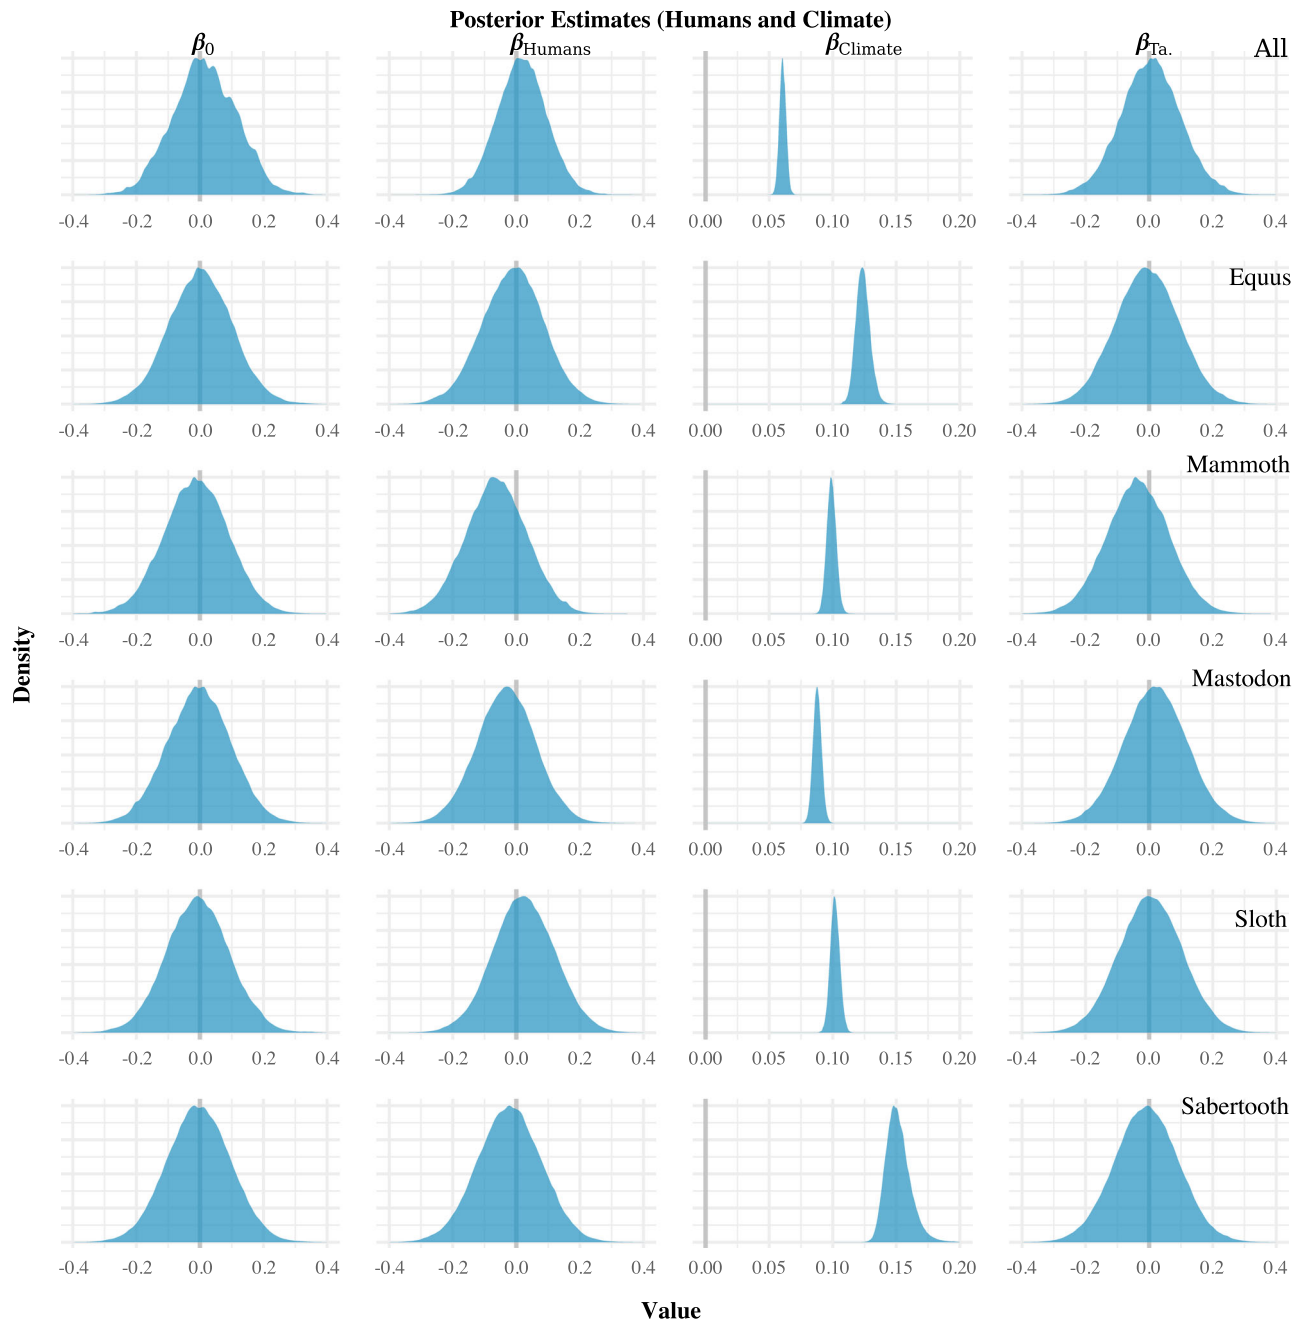 Posterior Estimates (Humans and Climate)
β0 βHumans βClimate βTa. All
-0.4 -0.2 0.0 0.2 0.4 -0.4 -0.2 0.0 0.2 0.4 0.00 0.05 0.10 0.15 0.20 -0.4 -0.2 0.0 0.2 0.4
Equus
-0.4 -0.2 0.0 0.2 0.4 -0.4 -0.2 0.0 0.2 0.4 0.00 0.05 0.10 0.15 0.20 -0.4 -0.2 0.0 0.2 0.4
Mammoth
-0.4 -0.2 0.0 0.2 0.4 -0.4 -0.2 0.0 0.2 0.4 0.00 0.05 0.10 0.15 0.20 -0.4 -0.2 0.0 0.2 0.4
Density
Mastodon
-0.4 -0.2 0.0 0.2 0.4 -0.4 -0.2 0.0 0.2 0.4 0.00 0.05 0.10 0.15 0.20 -0.4 -0.2 0.0 0.2 0.4
Sloth
-0.4 -0.2 0.0 0.2 0.4 -0.4 -0.2 0.0 0.2 0.4 0.00 0.05 0.10 0.15 0.20 -0.4 -0.2 0.0 0.2 0.4
Sabertooth
-0.4 -0.2 0.0 0.2 0.4 -0.4 -0.2 0.0 0.2 0.4 0.00 0.05 0.10 0.15 0.20 -0.4 -0.2 0.0 0.2 0.4
Value